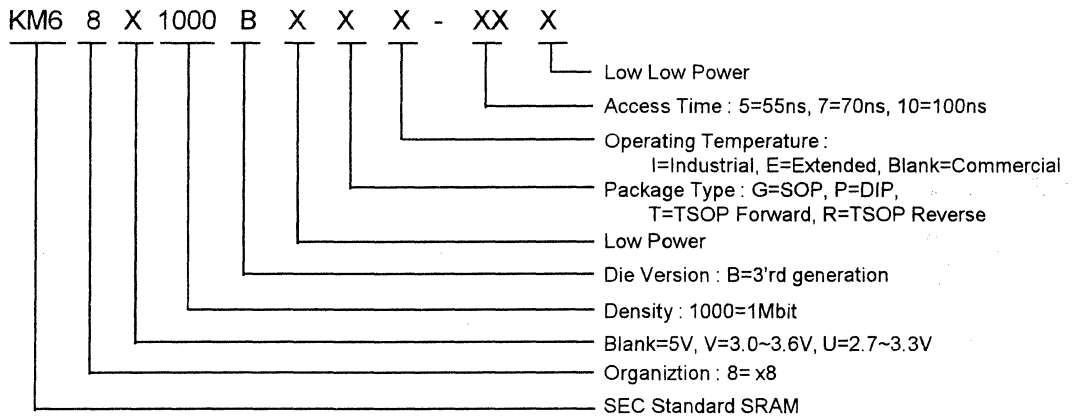 KM6 8 X 1000 B X X X - XX X
Low Low Power
Access Time : 5=55ns, 7=70ns, 10=100ns
Operating Temperature :
I=Industrial, E=Extended, Blank=Commercial
Package Type : G=SOP, P=DIP,
T=TSOP Forward, R=TSOP Reverse
Low Power
Die Version : B=3'rd generation
Density : 1000=1Mbit
Blank=5V, V=3.0~3.6V, U=2.7~3.3V
Organiztion : 8= x8
SEC Standard SRAM